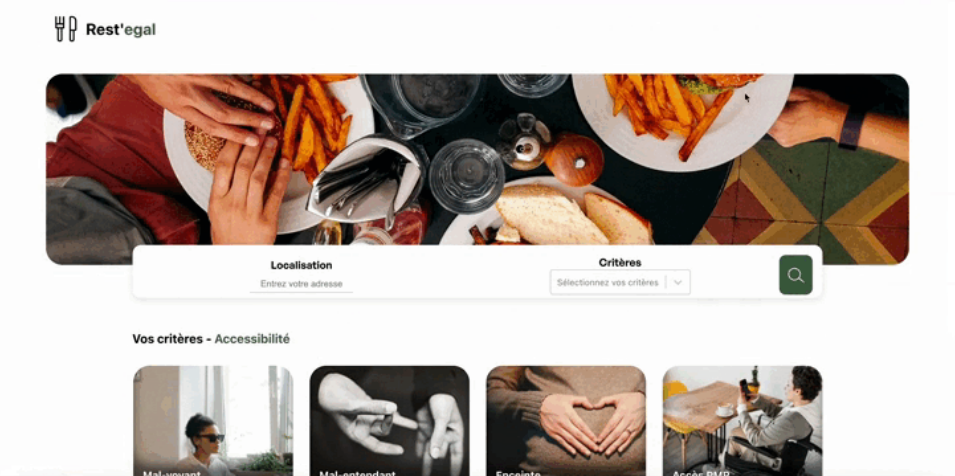 Rest'egal
Localisation
Entrez votre adresse
Critères
Sélectionnez vos critères
Vos critères - Accessibilité
Mal-voyant
Mal-entendant
Enceinte
Accès PMR